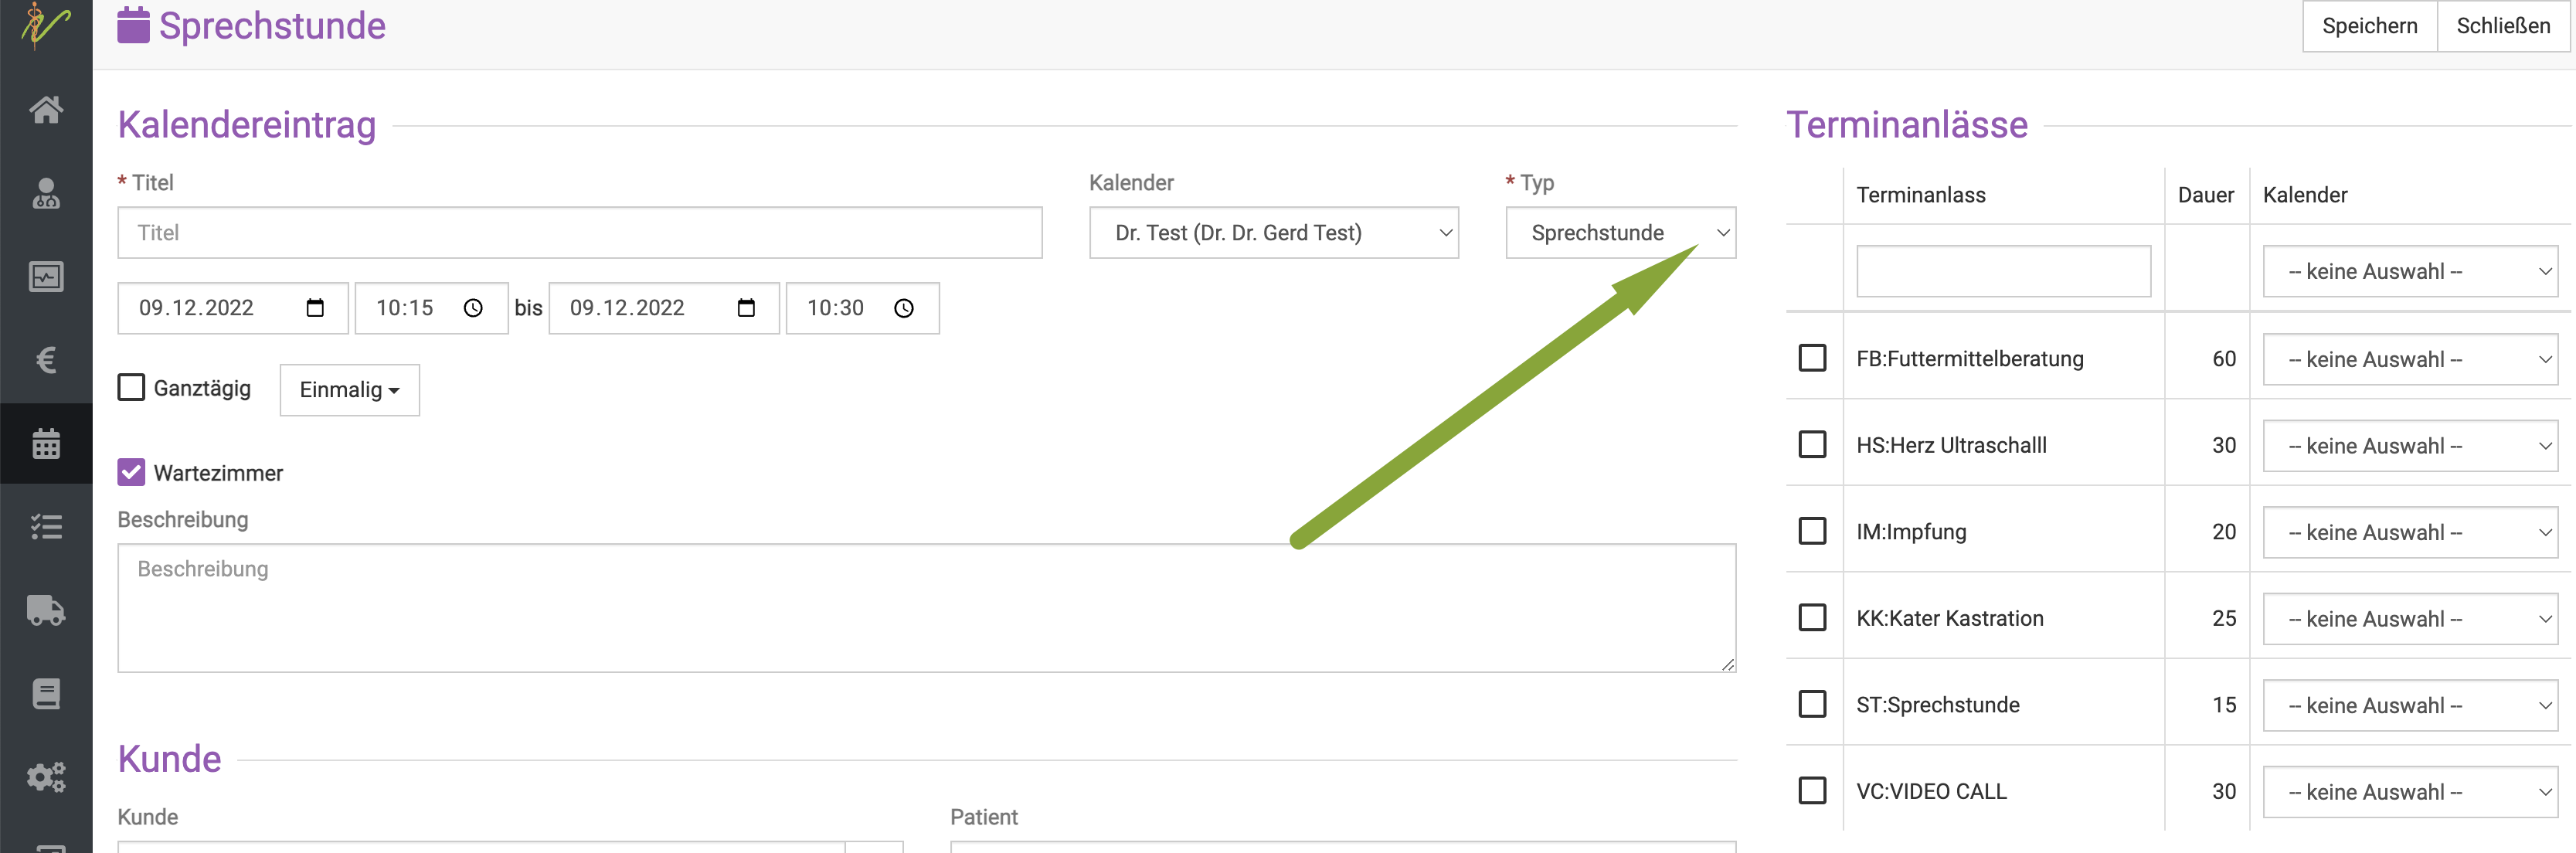 Sprechstunde
Speichern
Schließen
Kalendereintrag
* Titel
Kalender
* Typ
Titel
Dr. Test (Dr. Dr. Gerd Test)
Sprechstunde
09.12.2022
10:15
bis
09.12.2022
10:30
Ganztägig
Einmalig
Wartezimmer
Beschreibung
Beschreibung
Kunde
Kunde
Patient
Terminanlässe
Terminanlass
Dauer
Kalender
-- keine Auswahl --
FB:Futtermittelberatung
60
-- keine Auswahl --
HS:Herz Ultraschalll
30
-- keine Auswahl --
IM:Impfung
20
-- keine Auswahl --
KK:Kater Kastration
25
-- keine Auswahl --
ST:Sprechstunde
15
-- keine Auswahl --
VC:VIDEO CALL
30
-- keine Auswahl --